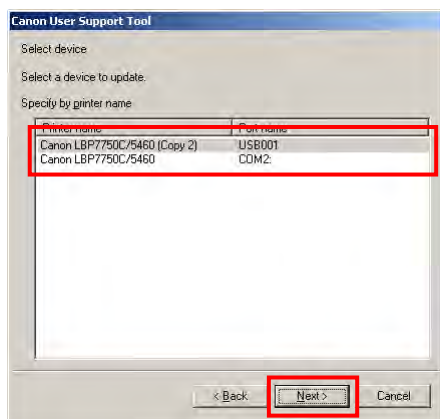 Canon User Support Tool
Select device
Select a device to update.
Specify by printer name
Printer name Port name
Canon LBP7750C/5460 (Copy 2) USB001
Canon LBP7750C/5460 COM2:
< Back Next > Cancel